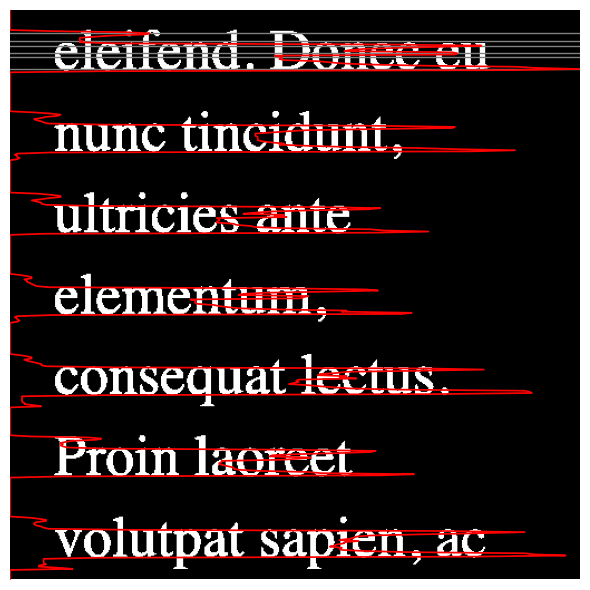 eleifend. Donec eu
nunc tincidunt,
ultricies ante
elementum,
consequat lectus.
Proin laoreet
volutpat sapien, ac